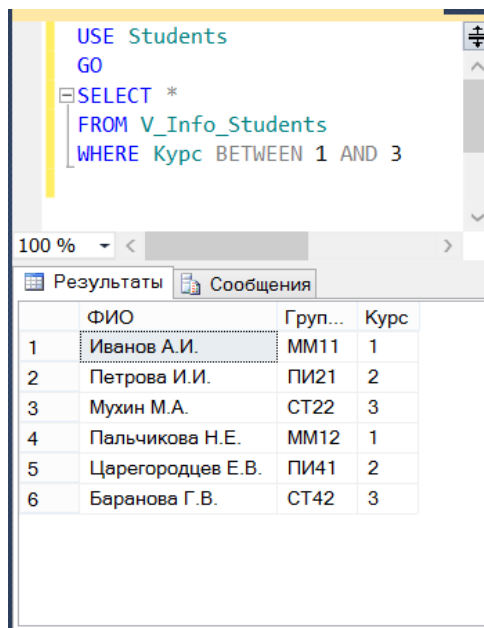 USE Students
GO
SELECT *
FROM V_Info_Students
WHERE Курс BETWEEN 1 AND 3
100 %
Результаты Сообщения
ФИО Груп... Курс
1 Иванов А.И. ММ11 1
2 Петрова И.И. ПИ21 2
3 Мухин М.А. СТ22 3
4 Пальчикова Н.Е. ММ12 1
5 Царегородцев Е.В. ПИ41 2
6 Баранова Г.В. СТ42 3